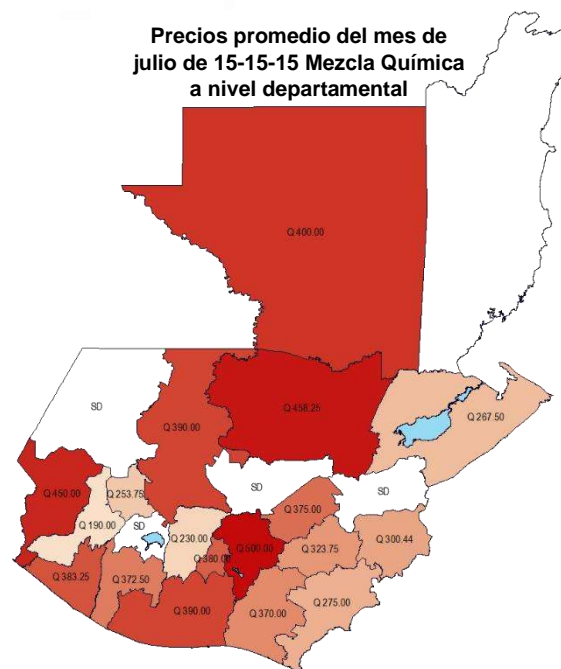 Precios promedio del mes de
julio de 15-15-15 Mezcla Química
a nivel departamental
Q 400.00
SD
Q 390.00
Q 458.25
Q 267.50
Q 450.00
Q 253.75
SD
SD
Q 190.00
SD
Q 230.00
Q 375.00
Q 360.00
Q 500.00
Q 323.75
Q 300.44
Q 383.25
Q 372.50
Q 390.00
Q 370.00
Q 275.00